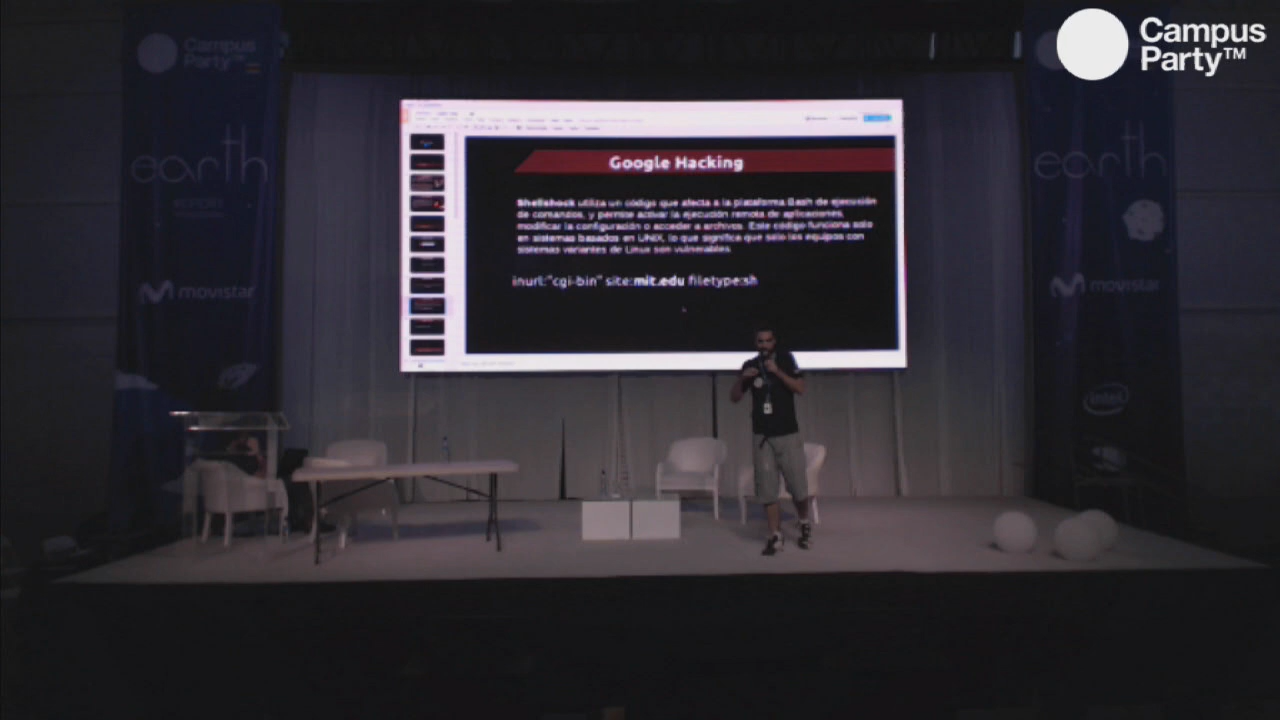 Campus
Party™
Campus
Party™
earth
movistar
Google Hacking
Shellshock utiliza un código que afecta a la plataforma Bash de ejecución
de comandos, y permite activar la ejecución remota de aplicaciones,
modificar la configuración o acceder a archivos. Este código funciona solo
en sistemas basados en UNIX, lo que significa que solo los equipos con
sistemas variantes de Linux son vulnerables.
inurl:"cgi-bin" site:mit.edu filetype:sh
earth
movistar
intel